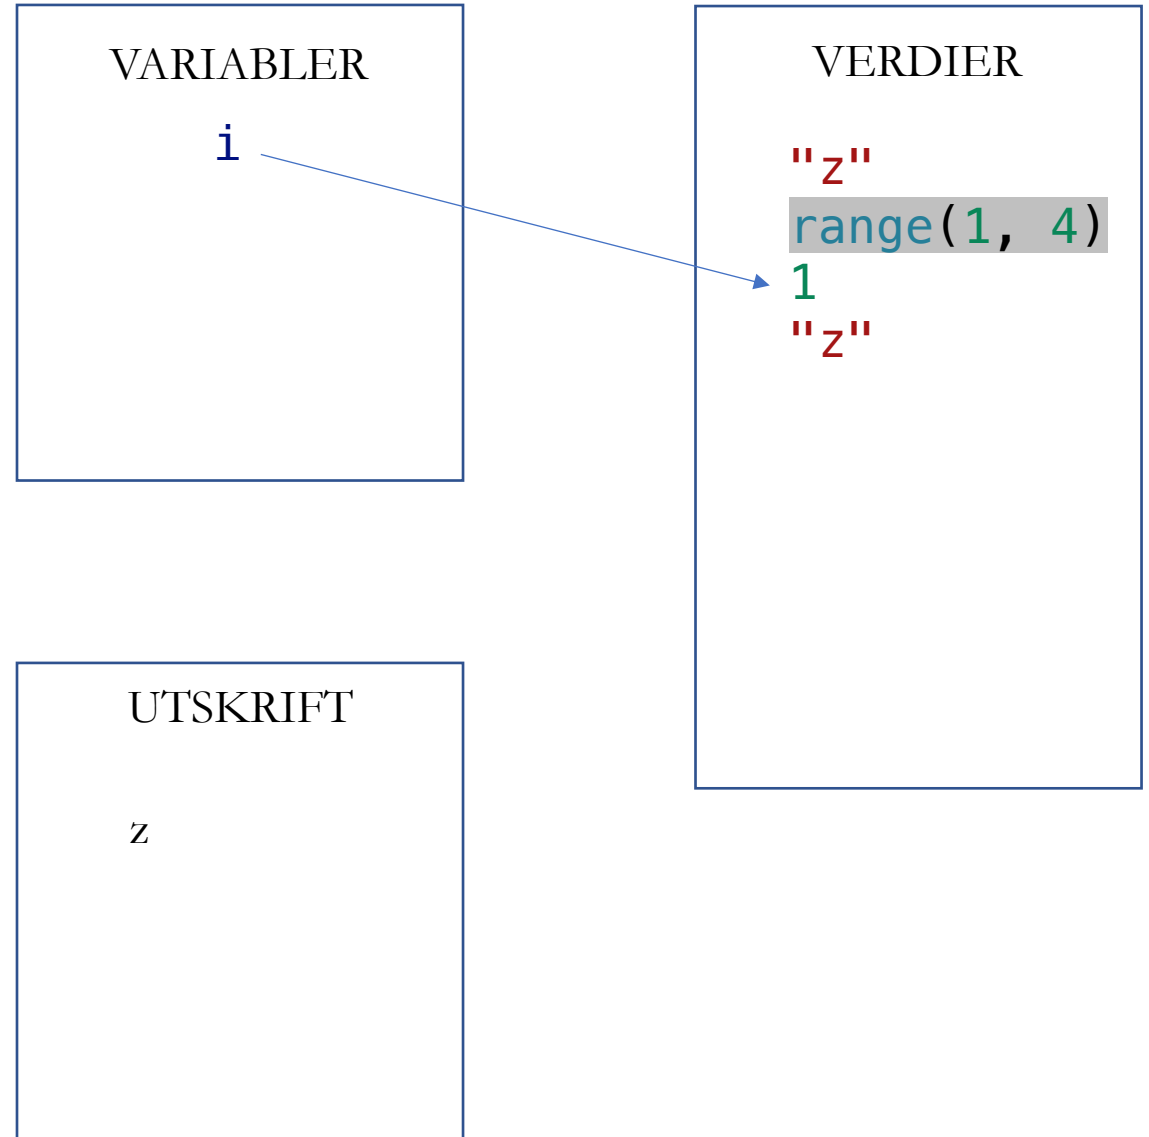 VARIABLER
i
VERDIER
"z"
range(1, 4)
1
"z"
UTSKRIFT
z